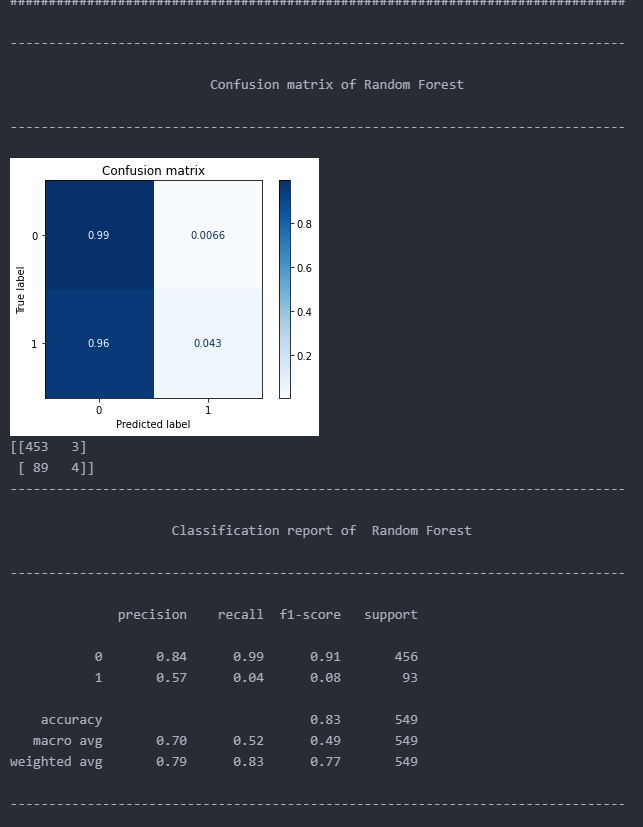 ################################################################################
--------------------------------------------------------------------------------
Confusion matrix of Random Forest
--------------------------------------------------------------------------------
Confusion matrix
0 0.99 0.0066
1 0.96 0.043
True label
0 1
Predicted label
0.8
0.6
0.4
0.2
[[453   3]
 [ 89   4]]
--------------------------------------------------------------------------------
Classification report of  Random Forest
--------------------------------------------------------------------------------
precision    recall  f1-score   support
0       0.84      0.99      0.91       456
1       0.57      0.04      0.08        93
accuracy                           0.83       549
macro avg       0.70      0.52      0.49       549
weighted avg       0.79      0.83      0.77       549
--------------------------------------------------------------------------------